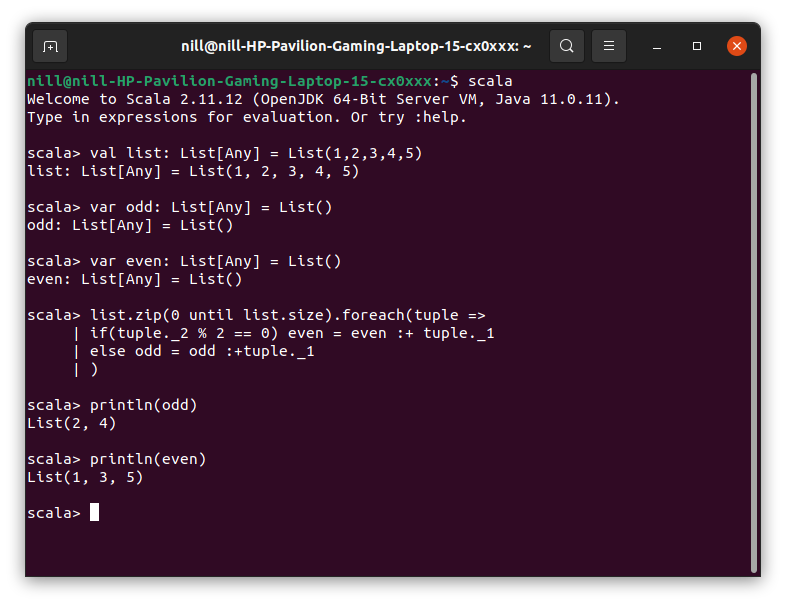 nill@nill-HP-Pavilion-Gaming-Laptop-15-cx0xxx: ~
nill@nill-HP-Pavilion-Gaming-Laptop-15-cx0xxx:~$ scala
Welcome to Scala 2.11.12 (OpenJDK 64-Bit Server VM, Java 11.0.11).
Type in expressions for evaluation. Or try :help.
scala> val list: List[Any] = List(1,2,3,4,5)
list: List[Any] = List(1, 2, 3, 4, 5)
scala> var odd: List[Any] = List()
odd: List[Any] = List()
scala> var even: List[Any] = List()
even: List[Any] = List()
scala> list.zip(0 until list.size).foreach(tuple =>
     | if(tuple._2 % 2 == 0) even = even :+ tuple._1
     | else odd = odd :+tuple._1
     | )
scala> println(odd)
List(2, 4)
scala> println(even)
List(1, 3, 5)
scala>